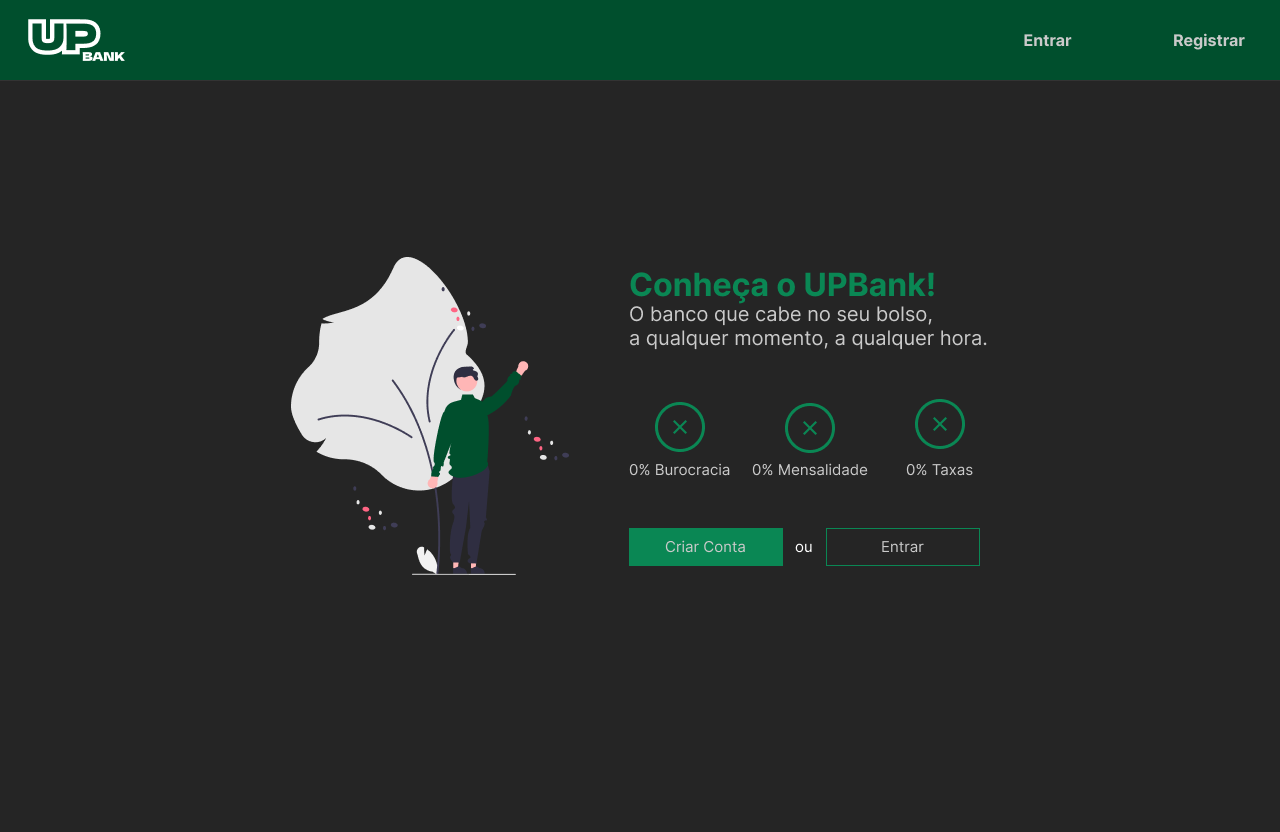 UP
BANK
Entrar
Registrar
Conheça o UPBank!
O banco que cabe no seu bolso,
a qualquer momento, a qualquer hora.
0% Burocracia
0% Mensalidade
0% Taxas
Criar Conta
ou
Entrar